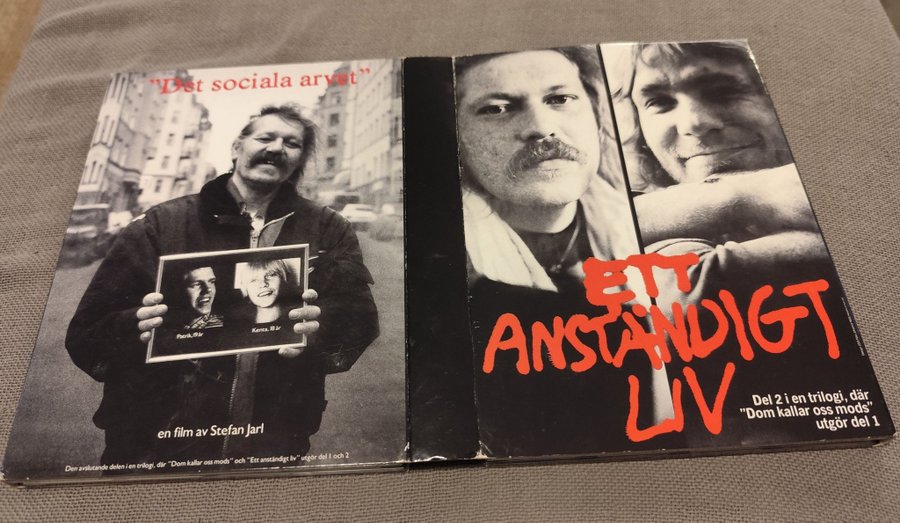 "Det sociala arvet"
Patrik, 19 år
Kenta, 18 år
en film av Stefan Jarl
Den avslutande delen i en trilogi, där "Dom kallar oss mods" och "Ett anständigt liv" utgör del 1 och 2
ETT
ANSTÄNDIGT
LIV
Del 2 i en trilogi, där
"Dom kallar oss mods"
utgör del 1